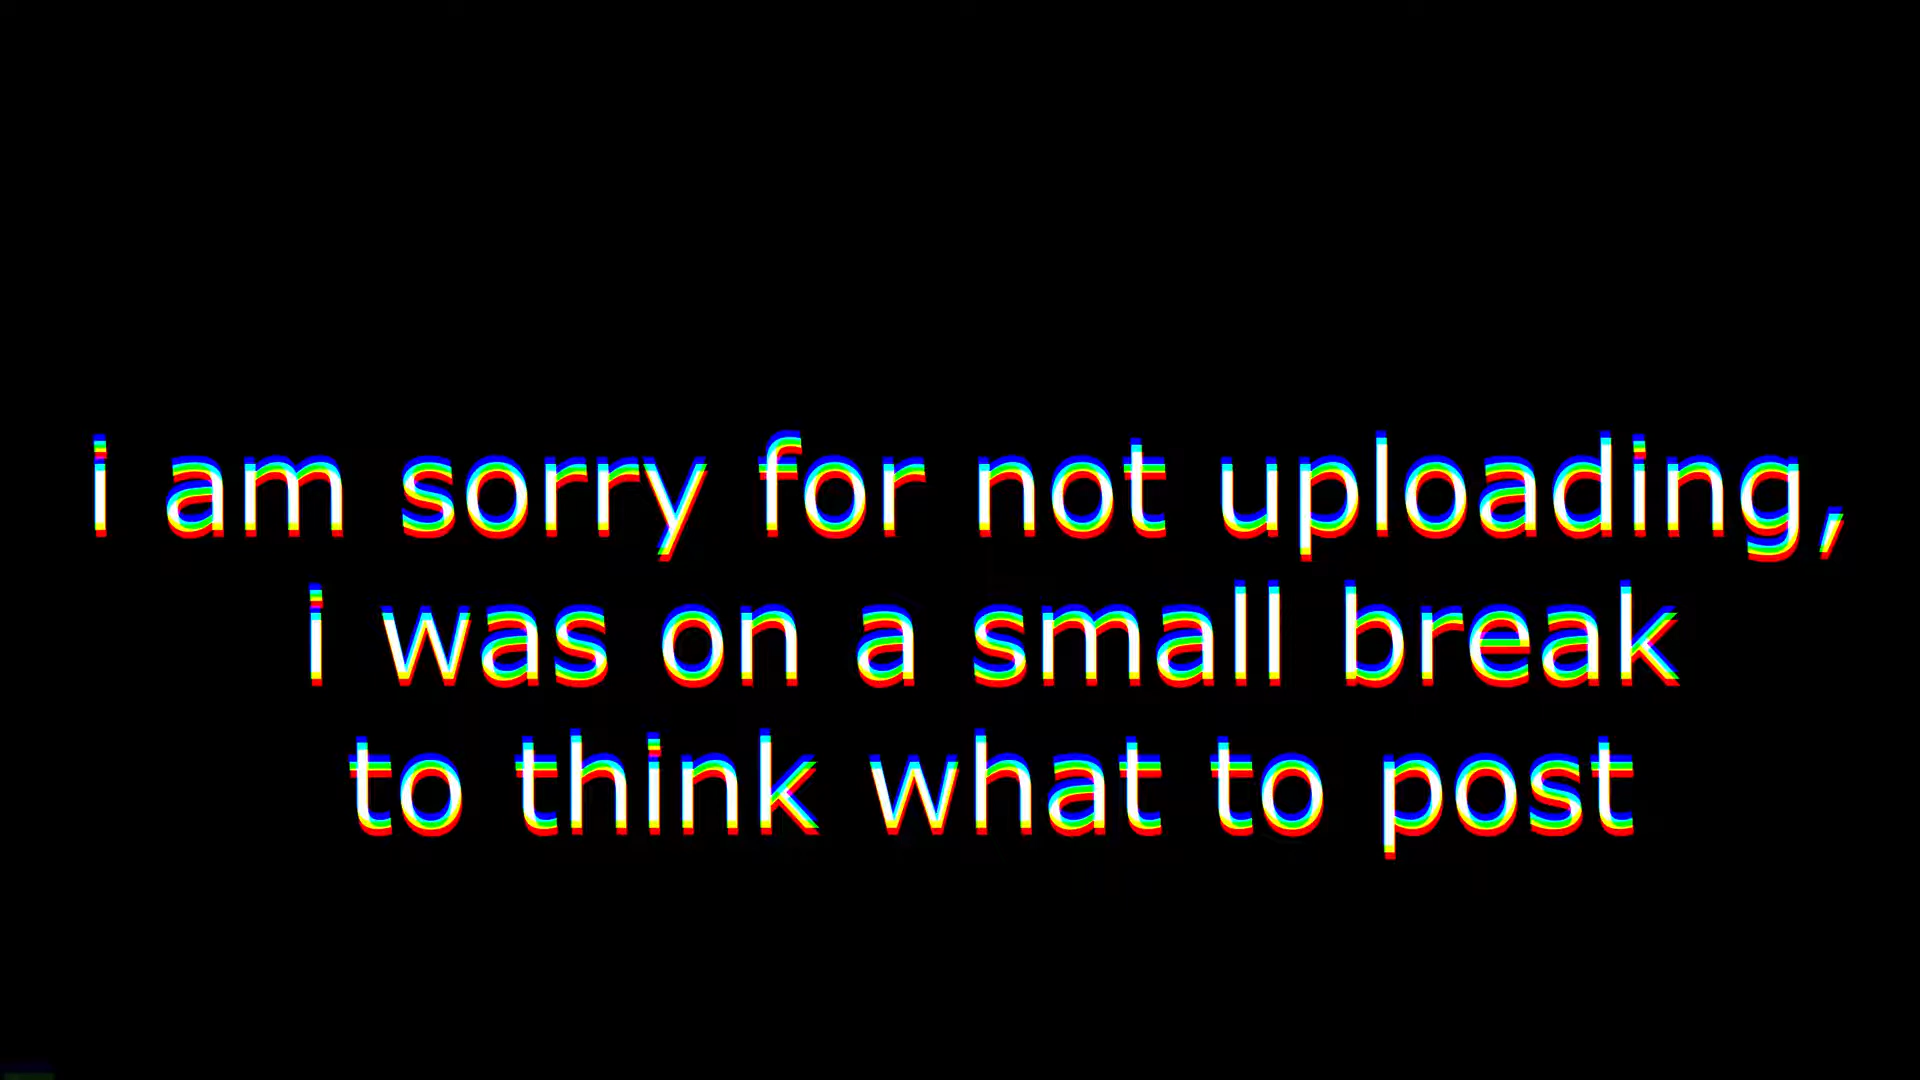 i am sorry for not uploading,
i was on a small break
to think what to post